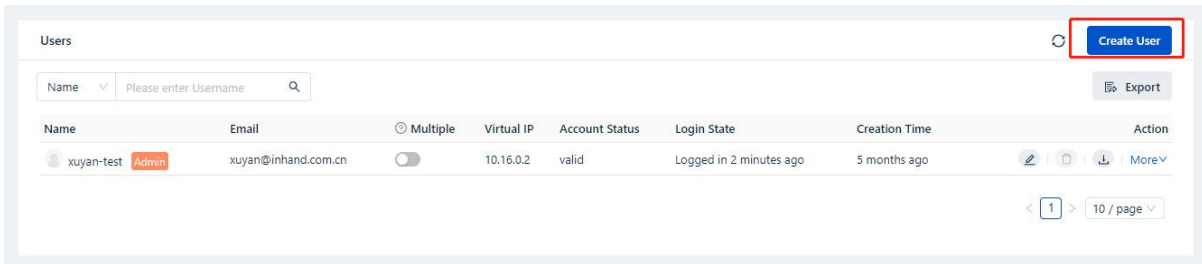 Users Create User
Name Please enter Username Export
Name Email Multiple Virtual IP Account Status Login State Creation Time Action
xuyan-test Admin xuyan@inhand.com.cn 10.16.0.2 valid Logged in 2 minutes ago 5 months ago More
< 1 > 10 / page